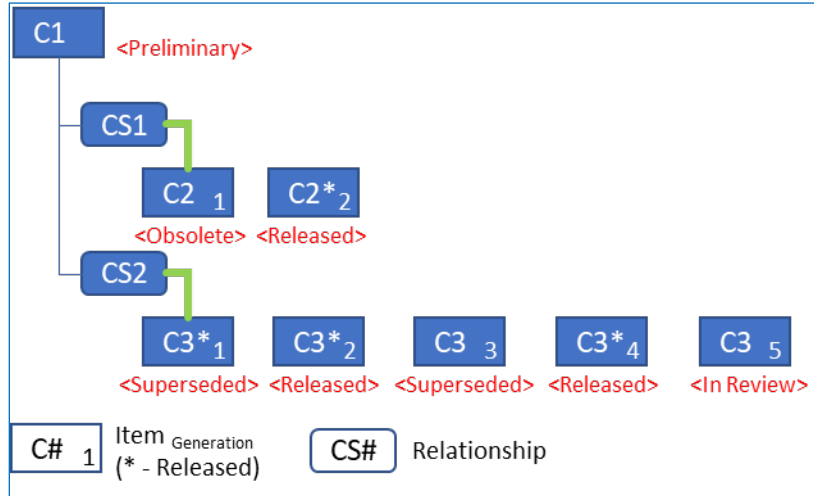 C1
<Preliminary>
CS1
C2 1 C2*2
<Obsolete> <Released>
CS2
C3*1 C3*2 C3 3 C3*4 C3 5
<Superseded> <Released> <Superseded> <Released> <In Review>
C# 1 Item Generation CS# Relationship
(* - Released)